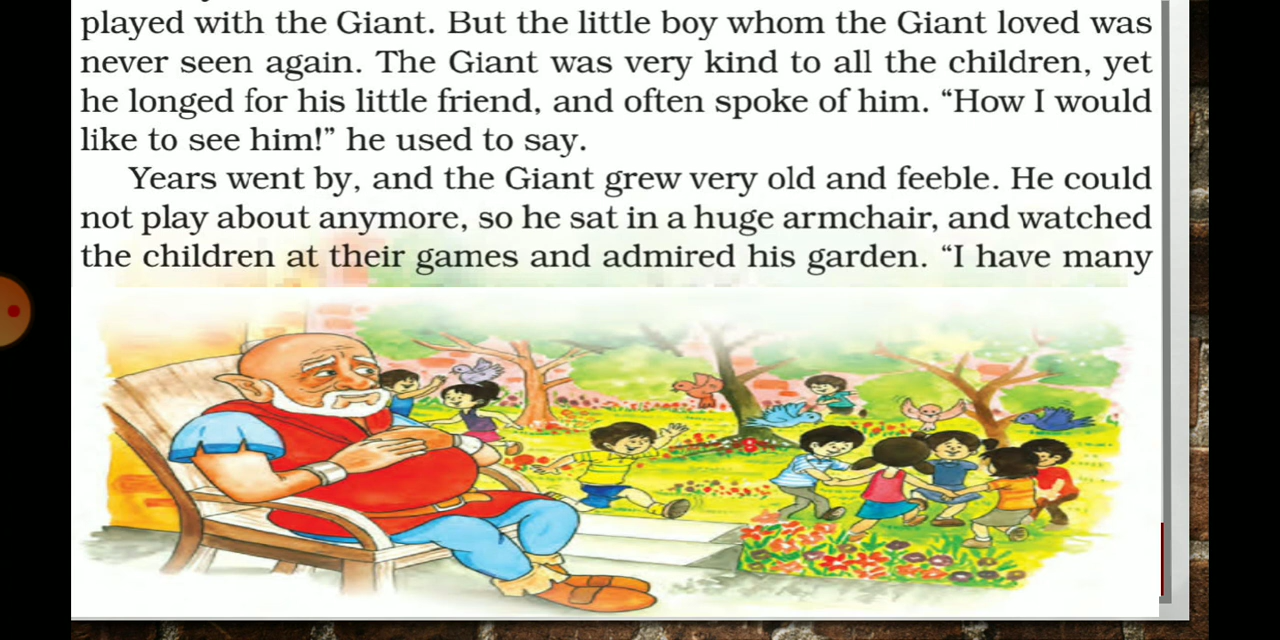 played with the Giant. But the little boy whom the Giant loved was
never seen again. The Giant was very kind to all the children, yet
he longed for his little friend, and often spoke of him. “How I would
like to see him!” he used to say.
Years went by, and the Giant grew very old and feeble. He could
not play about anymore, so he sat in a huge armchair, and watched
the children at their games and admired his garden. “I have many